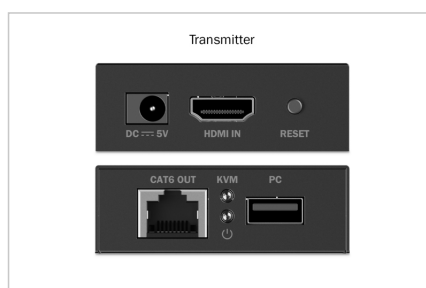 Transmitter
DC ⎓ 5V HDMI IN RESET
CAT6 OUT KVM PC